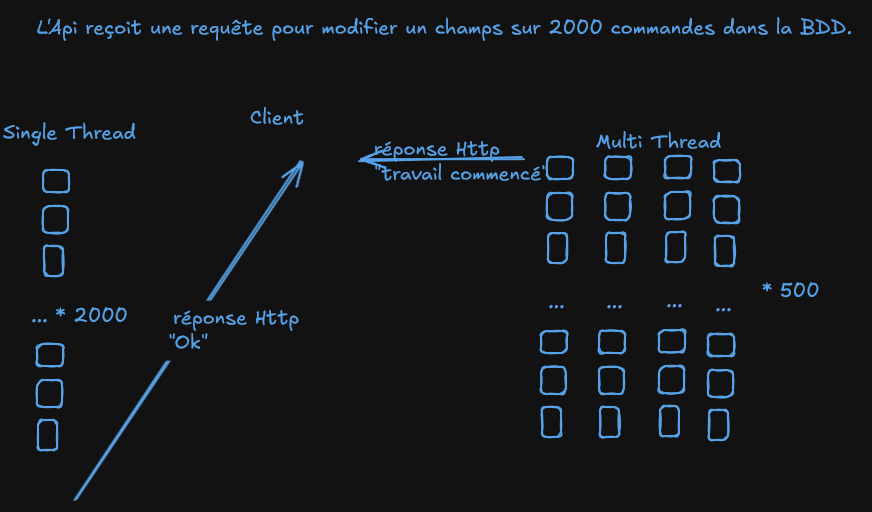 L'Api reçoit une requête pour modifier un champs sur 2000 commandes dans la BDD.
Single Thread
Client
Multi Thread
réponse Http
"travail commencé"
... * 2000
réponse Http
"Ok"
... ... ... ...
* 500